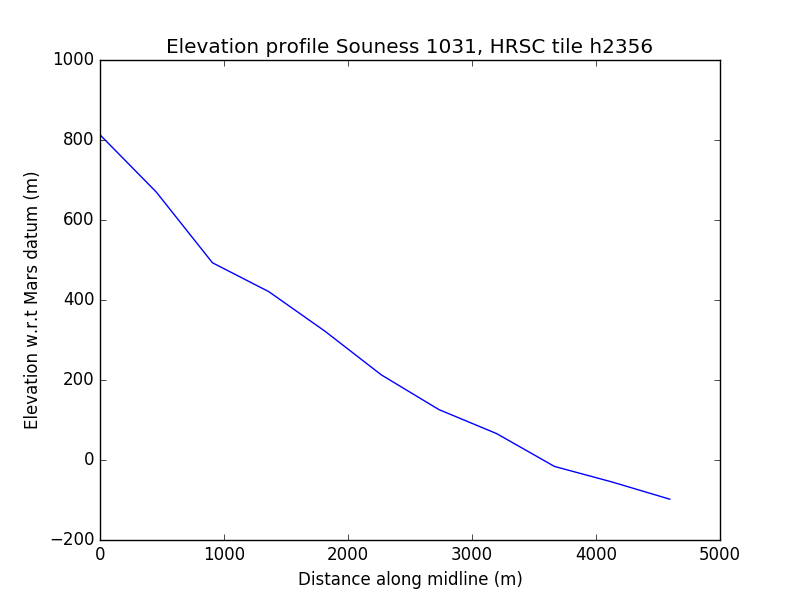 Elevation profile Souness 1031, HRSC tile h2356
1000
800
600
400
200
0
−200
Elevation w.r.t Mars datum (m)
0 1000 2000 3000 4000 5000
Distance along midline (m)